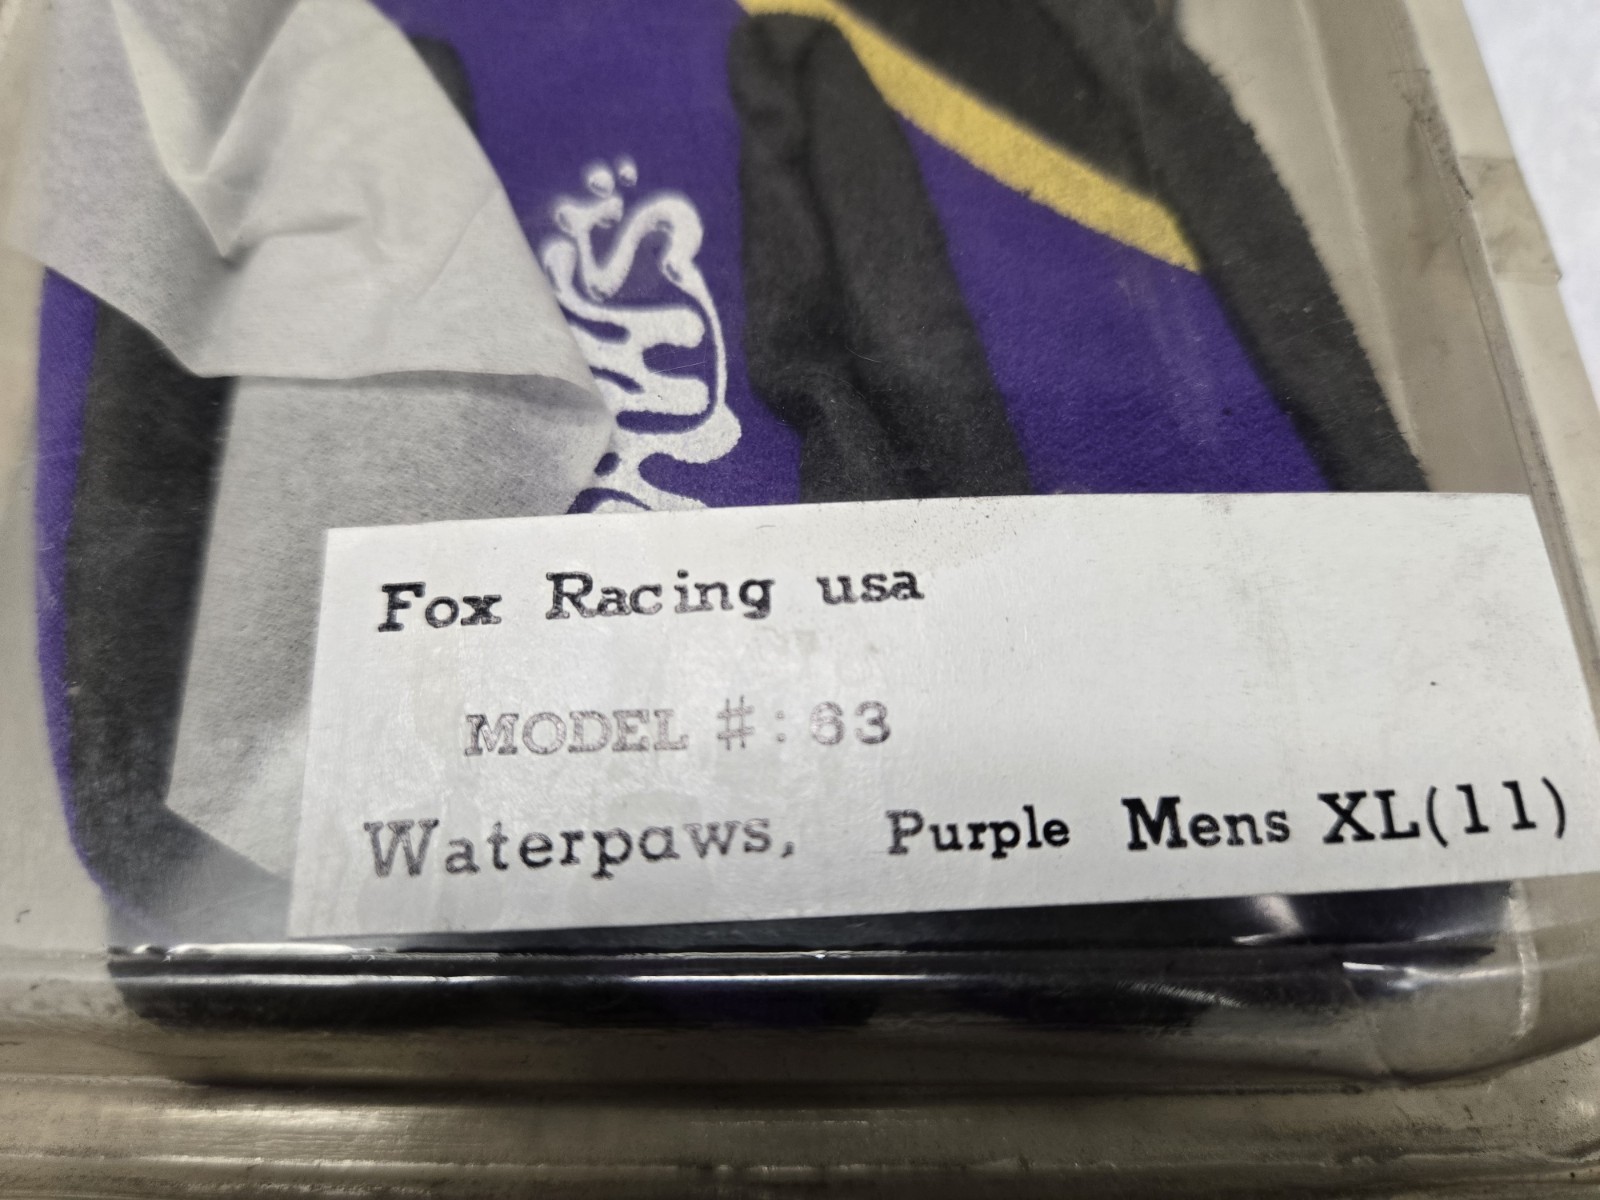 Fox Racing usa
MODEL #: 63
Waterpaws, Purple Mens XL(11)